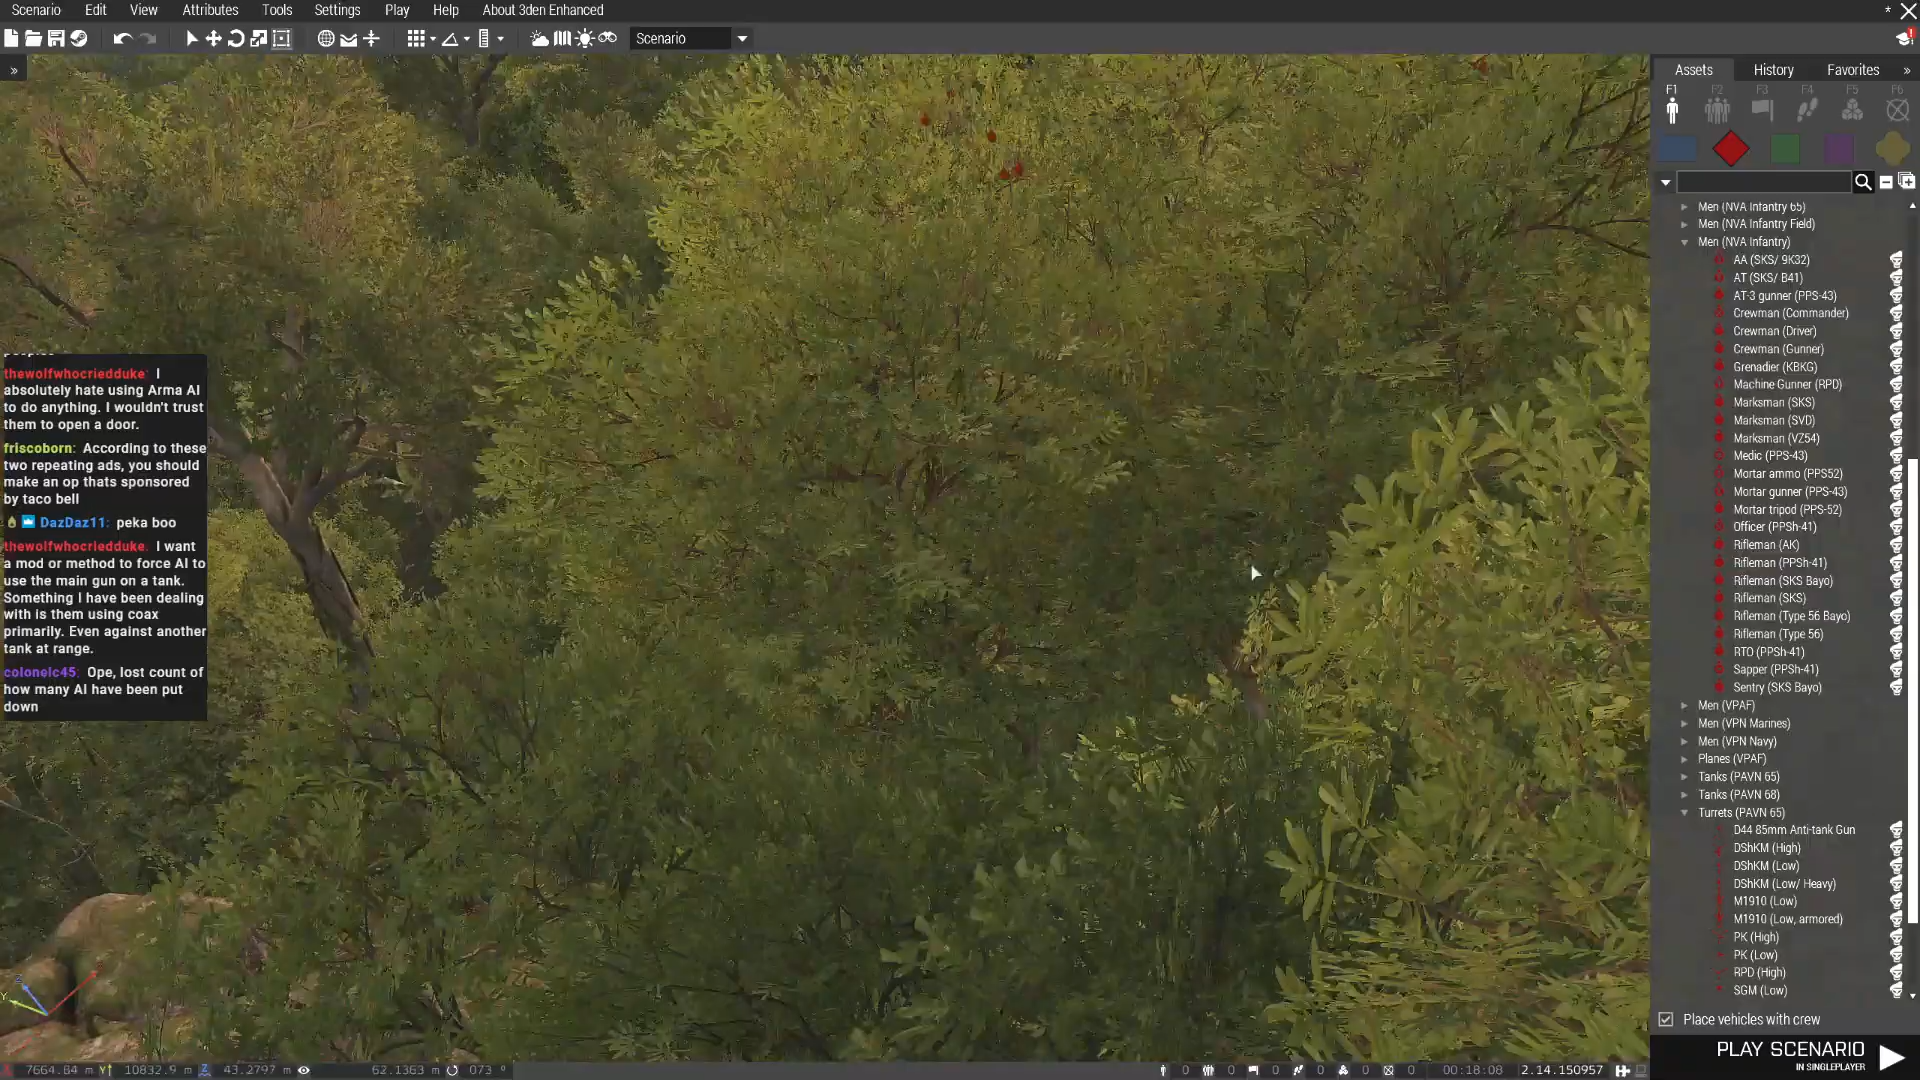 Scenario Edit View Attributes Tools Settings Play Help About 3den Enhanced
Scenario
Assets History Favorites
F1 F2 F3 F4 F5 F6
Men (NVA Infantry 65)
Men (NVA Infantry Field)
Men (NVA Infantry)
AA (SKS/ 9K32)
AT (SKS/ B41)
AT-3 gunner (PPS-43)
Crewman (Commander)
Crewman (Driver)
Crewman (Gunner)
Grenadier (KBKG)
Machine Gunner (RPD)
Marksman (SKS)
Marksman (SVD)
Marksman (VZ54)
Medic (PPS-43)
Mortar ammo (PPS52)
Mortar gunner (PPS-43)
Mortar tripod (PPS-52)
Officer (PPSh-41)
Rifleman (AK)
Rifleman (PPSh-41)
Rifleman (SKS Bayo)
Rifleman (SKS)
Rifleman (Type 56 Bayo)
Rifleman (Type 56)
RTO (PPSh-41)
Sapper (PPSh-41)
Sentry (SKS Bayo)
Men (VPAF)
Men (VPN Marines)
Men (VPN Navy)
Planes (VPAF)
Tanks (PAVN 65)
Tanks (PAVN 68)
Turrets (PAVN 65)
D44 85mm Anti-tank Gun
DShKM (High)
DShKM (Low)
DShKM (Low/ Heavy)
M1910 (Low)
M1910 (Low, armored)
PK (High)
PK (Low)
RPD (High)
SGM (Low)
Place vehicles with crew
PLAY SCENARIO
IN SINGLEPLAYER
thewolfwhocriedduke: I
absolutely hate using Arma AI
to do anything. I wouldn't trust
them to open a door.
friscoborn: According to these
two repeating ads, you should
make an op thats sponsored
by taco bell
DazDaz11: peka boo
thewolfwhocriedduke: I want
a mod or method to force AI to
use the main gun on a tank.
Something I have been dealing
with is them using coax
primarily. Even against another
tank at range.
colonelc45: Ope, lost count of
how many AI have been put
down
X 7664.84 m Y 10832.9 m Z 43.2797 m 62.1363 m 073 ° 0 0 0 0 0 0 00:18:08 2.14.150957